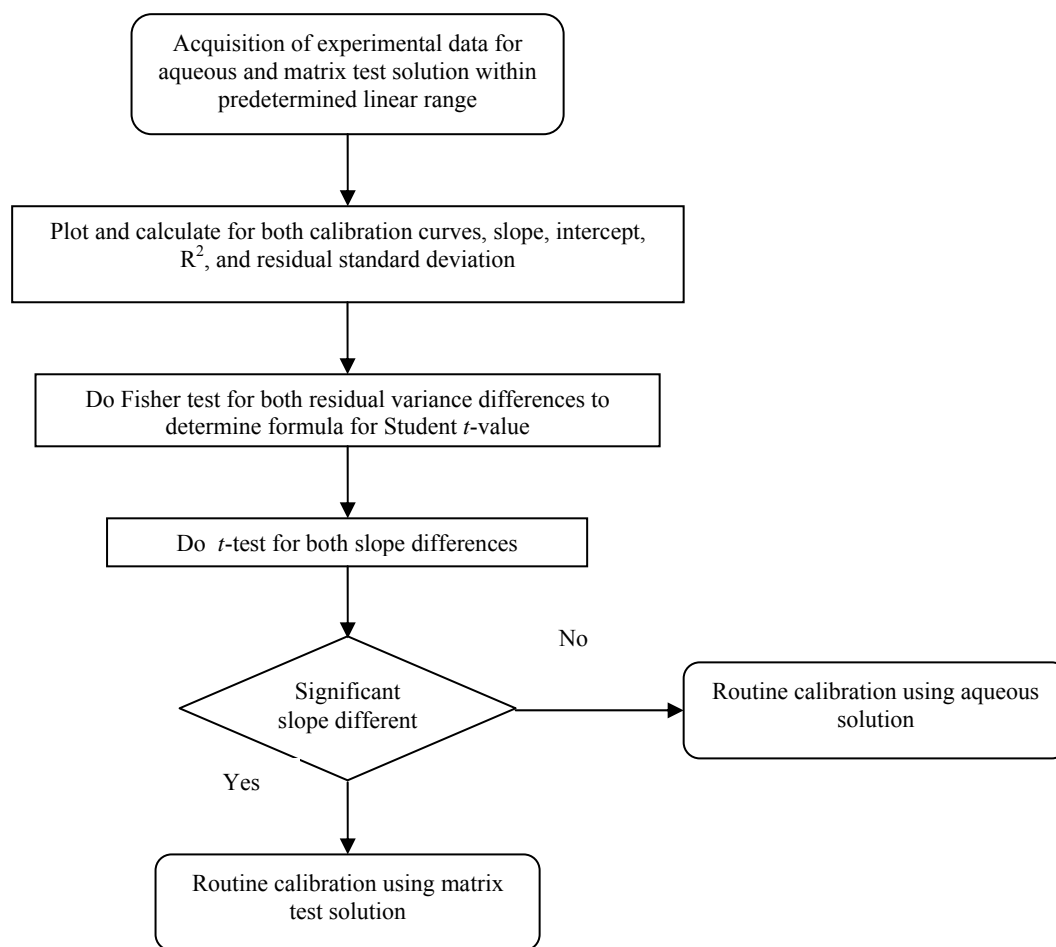 Acquisition of experimental data for
aqueous and matrix test solution within
predetermined linear range
Plot and calculate for both calibration curves, slope, intercept,
R², and residual standard deviation
Do Fisher test for both residual variance differences to
determine formula for Student t-value
Do t-test for both slope differences
No
Significant
slope different
Routine calibration using aqueous
solution
Yes
Routine calibration using matrix
test solution